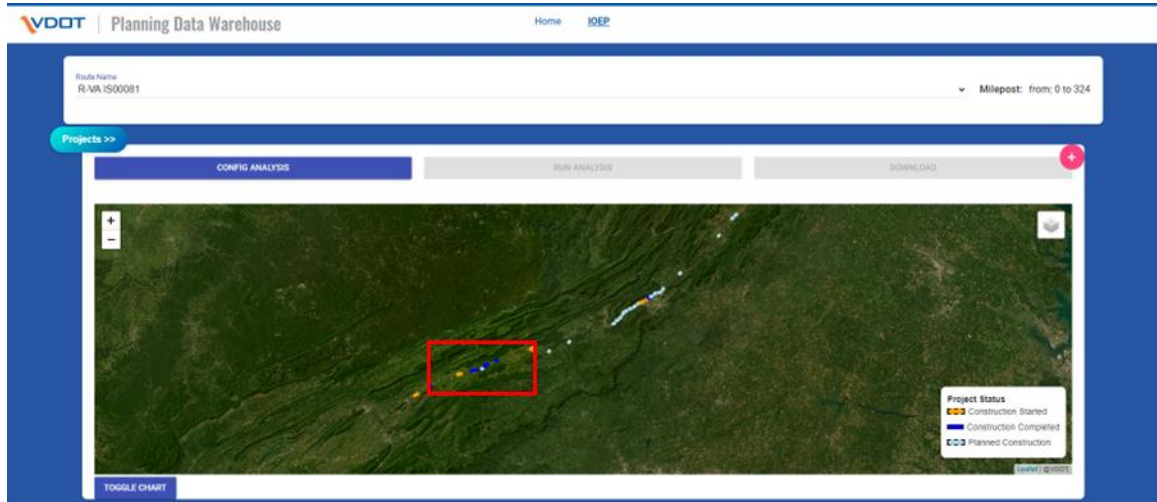 VDOT | Planning Data Warehouse
Home
IOEP
Route Name
R-VA IS00081
Milepost: from: 0 to 324
Projects >>
+
CONFIG ANALYSIS
RUN ANALYSIS
DOWNLOAD
+
−
Project Status
Construction Started
Construction Completed
Planned Construction
Leaflet | @VDOT
TOGGLE CHART